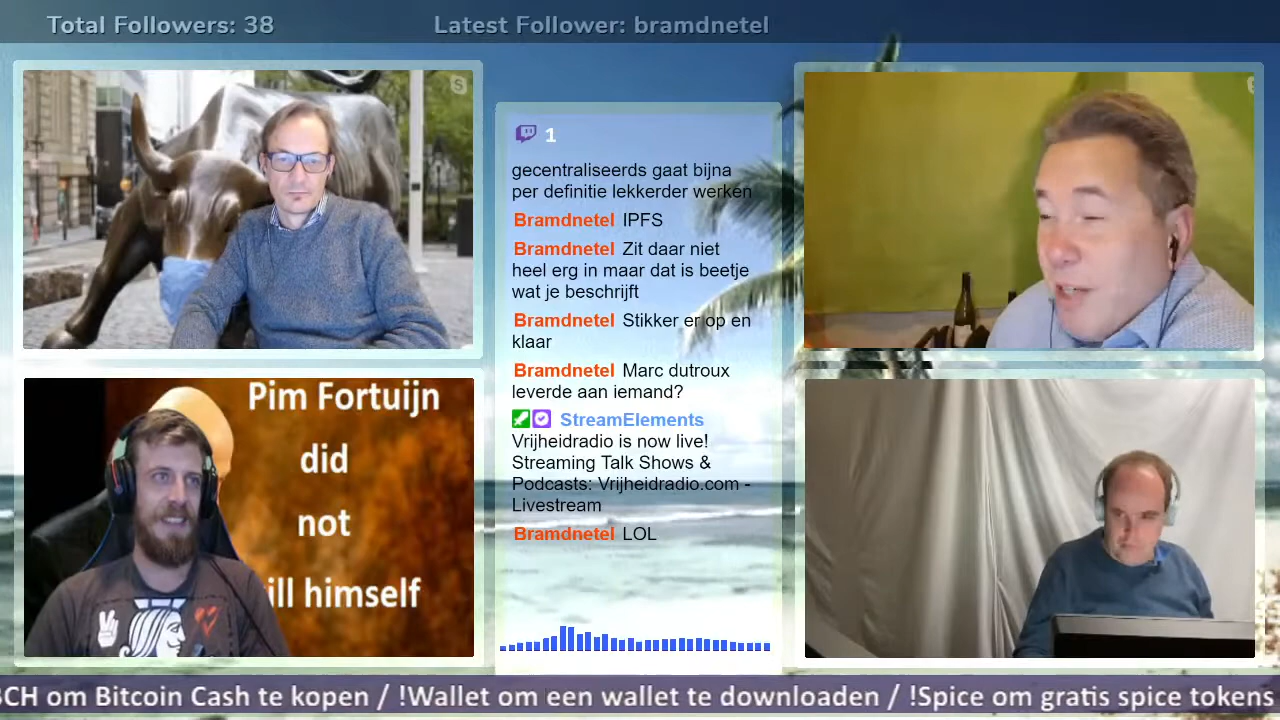 Total Followers: 38
Latest Follower: bramdnetel
1
gecentraliseerds gaat bijna
per definitie lekkerder werken
Bramdnetel IPFS
Bramdnetel Zit daar niet
heel erg in maar dat is beetje
wat je beschrijft
Bramdnetel Stikker er op en
klaar
Bramdnetel Marc dutroux
leverde aan iemand?
StreamElements
Vrijheidradio is now live!
Streaming Talk Shows &
Podcasts: Vrijheidradio.com -
Livestream
Bramdnetel LOL
Pim Fortuijn
did
not
ill himself
BCH om Bitcoin Cash te kopen / !Wallet om een wallet te downloaden / !Spice om gratis spice tokens